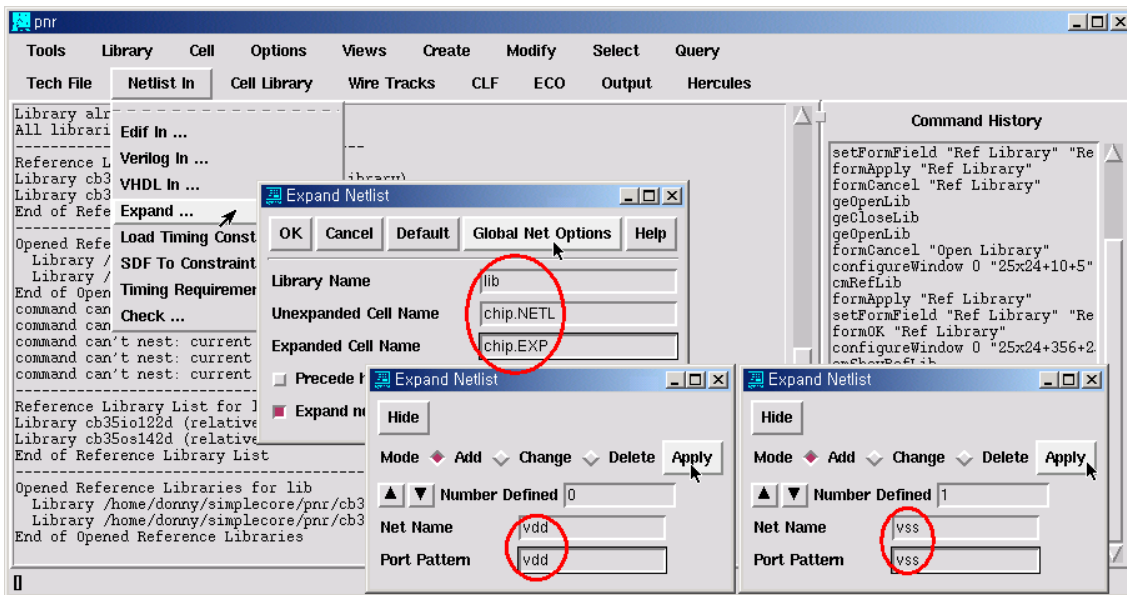 pnr
Tools Library Cell Options Views Create Modify Select Query
Tech File Netlist In Cell Library Wire Tracks CLF ECO Output Hercules
Library alr
All librari
Reference L
Library cb3
Library cb3
End of Refe
Opened Refe
Library /
Library /
End of Open
command can
command can
command can't nest: current
command can't nest: current
command can't nest: current
Reference Library List for l
Library cb35io122d (relative
Library cb35os142d (relative
End of Reference Library List
Opened Reference Libraries for lib
Library /home/donny/simplecore/pnr/cb3
Library /home/donny/simplecore/pnr/cb3
End of Opened Reference Libraries
Edif In ...
Verilog In ...
VHDL In ...
Expand ...
Load Timing Const
SDF To Constraint
Timing Requiremer
Check ...
Expand Netlist
OK Cancel Default Global Net Options Help
Library Name lib
Unexpanded Cell Name chip.NETL
Expanded Cell Name chip.EXP
Precede h
Expand ne
Expand Netlist
Hide
Mode Add Change Delete Apply
Number Defined 0
Net Name vdd
Port Pattern vdd
Expand Netlist
Hide
Mode Add Change Delete Apply
Number Defined 1
Net Name vss
Port Pattern vss
Command History
setFormField "Ref Library" "Re
formApply "Ref Library"
formCancel "Ref Library"
geOpenLib
geCloseLib
geOpenLib
formCancel "Open Library"
configureWindow 0 "25x24+10+5"
cmRefLib
formApply "Ref Library"
setFormField "Ref Library" "Re
formOK "Ref Library"
configureWindow 0 "25x24+356+2
cmShowRefLib